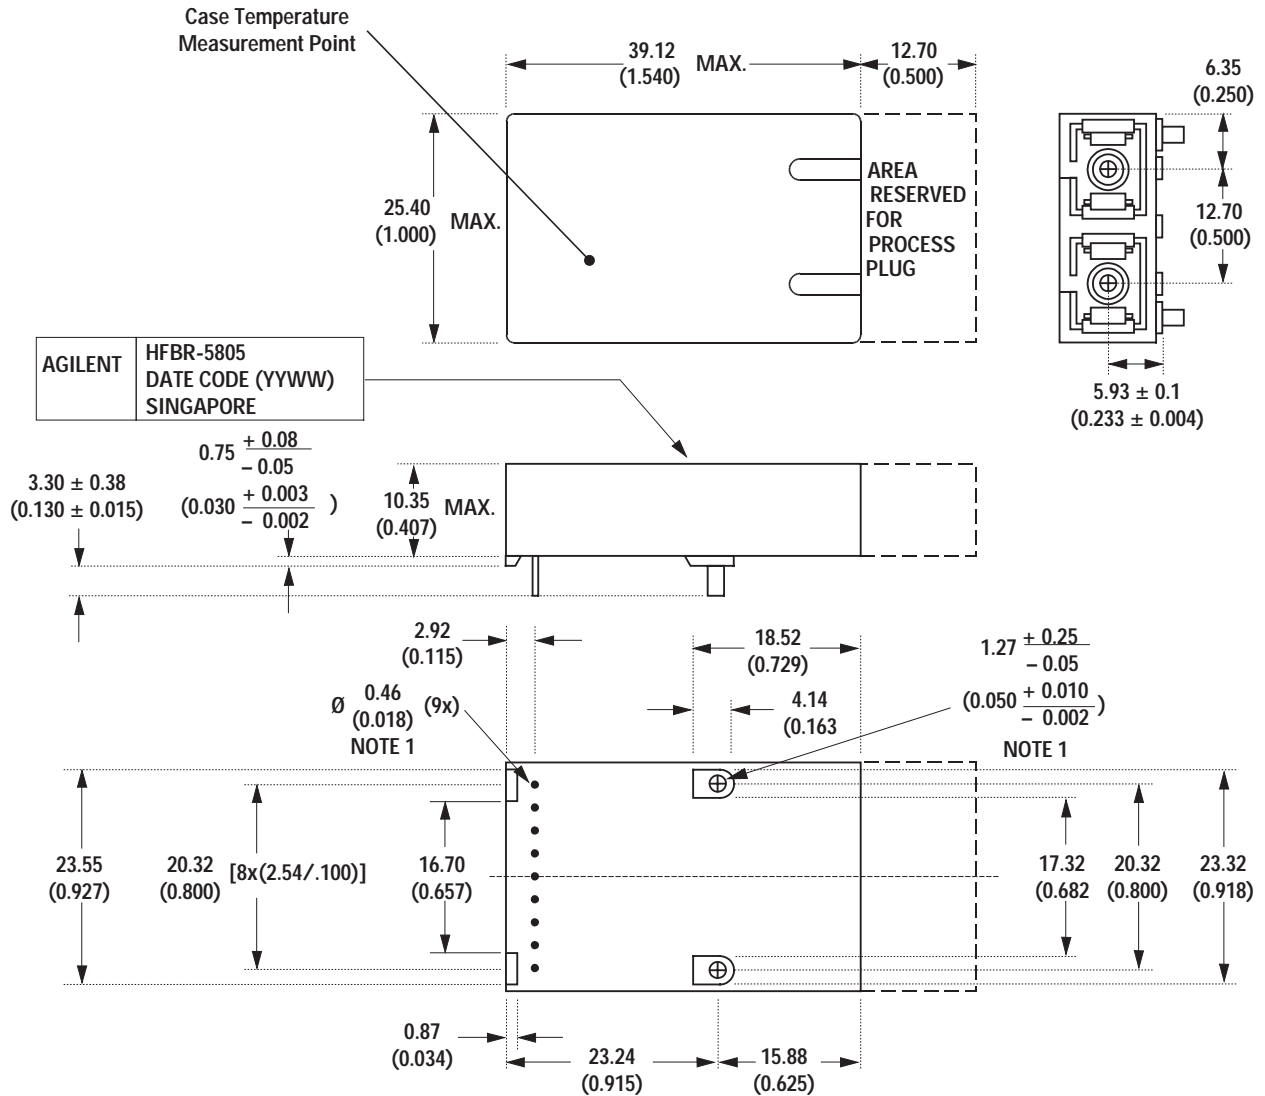 Case Temperature
Measurement Point
39.12
(1.540)
MAX.
12.70
(0.500)
6.35
(0.250)
25.40
(1.000)
MAX.
AREA
RESERVED
FOR
PROCESS
PLUG
12.70
(0.500)
5.93 ± 0.1
(0.233 ± 0.004)
AGILENT
HFBR-5805
DATE CODE (YYWW)
SINGAPORE
3.30 ± 0.38
(0.130 ± 0.015)
0.75 + 0.08
– 0.05
(0.030 + 0.003
– 0.002 )
10.35
(0.407)
MAX.
2.92
(0.115)
18.52
(0.729)
1.27 + 0.25
– 0.05
(0.050 + 0.010
– 0.002 )
NOTE 1
Ø 0.46
(0.018) (9x)
NOTE 1
4.14
(0.163
23.55
(0.927)
20.32
(0.800)
[8x(2.54/.100)]
16.70
(0.657)
17.32
(0.682
20.32
(0.800)
23.32
(0.918)
0.87
(0.034)
23.24
(0.915)
15.88
(0.625)